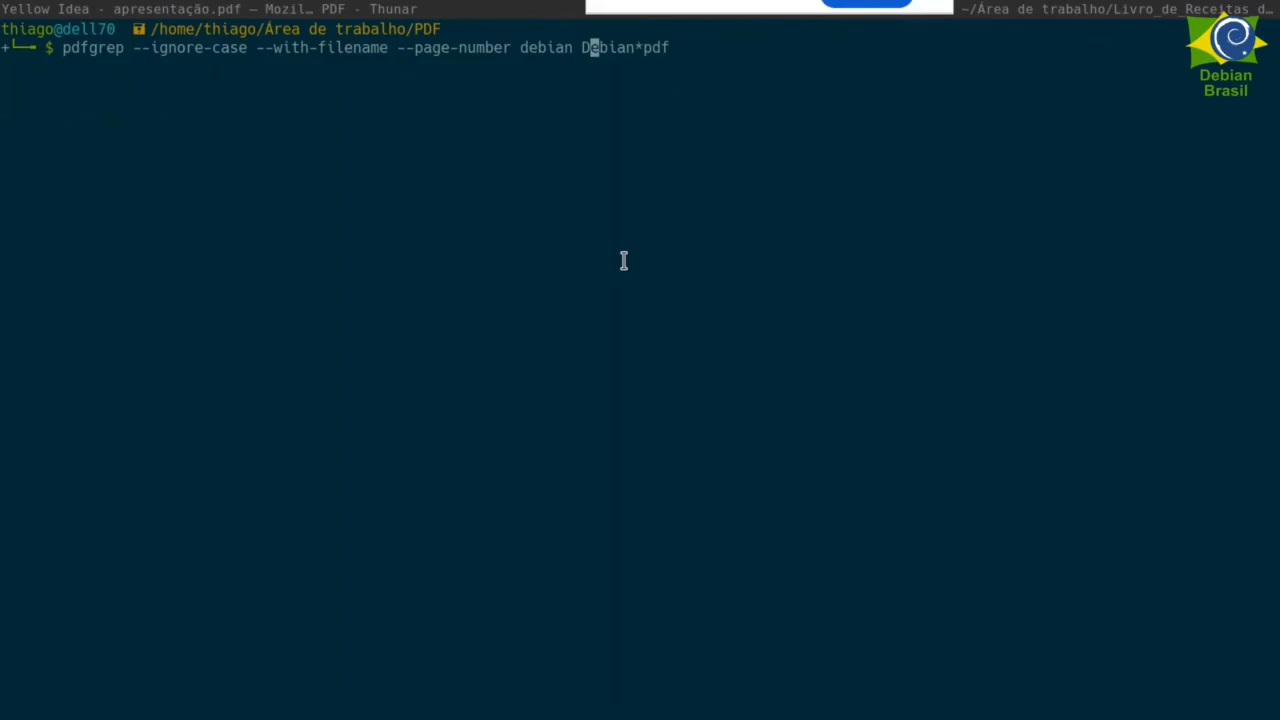 Yellow Idea - apresentação.pdf — Mozil… PDF - Thunar
~/Área de trabalho/Livro_de_Receitas_d…
thiago@dell70 /home/thiago/Área de trabalho/PDF
+└─╼ $ pdfgrep --ignore-case --with-filename --page-number debian Debian*pdf
Debian
Brasil